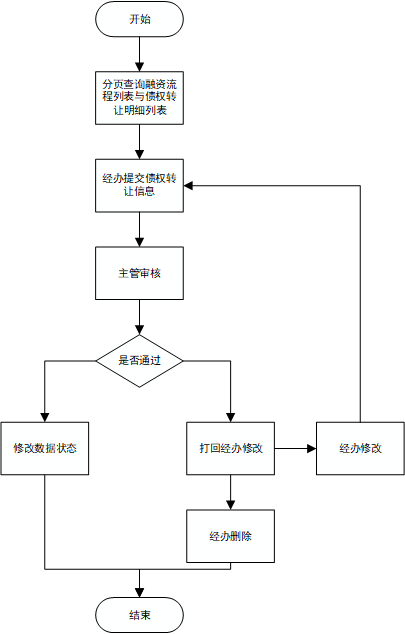 开始
分页查询融资流
程列表与债权转
让明细列表
经办提交债权转
让信息
主管审核
是否通过
修改数据状态
打回经办修改
经办修改
经办删除
结束